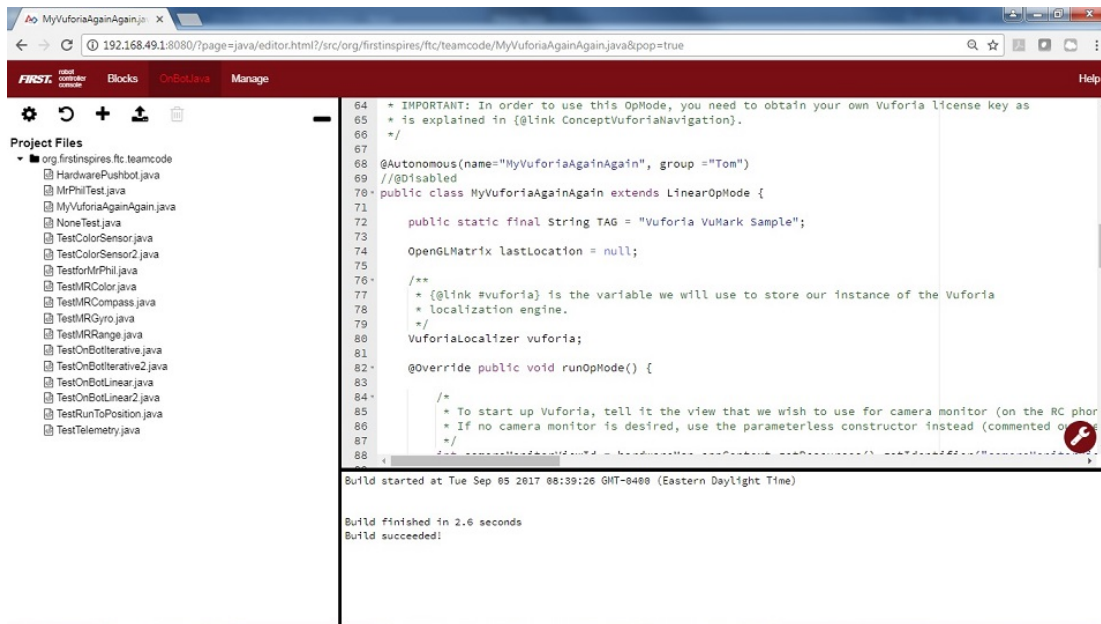 MyVuforiaAgainAgain.ja
192.168.49.1:8080/?page=java/editor.html?/src/org/firstinspires/ftc/teamcode/MyVuforiaAgainAgain.java&pop=true
FIRST. robot controller console Blocks OnBotJava Manage Help
Project Files
org.firstinspires.ftc.teamcode
HardwarePushbot.java
MrPhilTest.java
MyVuforiaAgainAgain.java
NoneTest.java
TestColorSensor.java
TestColorSensor2.java
TestforMrPhil.java
TestMRColor.java
TestMRCompass.java
TestMRGyro.java
TestMRRange.java
TestOnBotIterative.java
TestOnBotIterative2.java
TestOnBotLinear.java
TestOnBotLinear2.java
TestRunToPosition.java
TestTelemetry.java
64 * IMPORTANT: In order to use this OpMode, you need to obtain your own Vuforia license key as
65 * is explained in {@link ConceptVuforiaNavigation}.
66 */
67
68 @Autonomous(name="MyVuforiaAgainAgain", group ="Tom")
69 //@Disabled
70 public class MyVuforiaAgainAgain extends LinearOpMode {
71
72 public static final String TAG = "Vuforia VuMark Sample";
73
74 OpenGLMatrix lastLocation = null;
75
76 /**
77 * {@link #vuforia} is the variable we will use to store our instance of the Vuforia
78 * localization engine.
79 */
80 VuforiaLocalizer vuforia;
81
82 @Override public void runOpMode() {
83
84 /*
85 * To start up Vuforia, tell it the view that we wish to use for camera monitor (on the RC phon
86 * If no camera monitor is desired, use the parameterless constructor instead (commented
87 */
88
Build started at Tue Sep 05 2017 08:39:26 GMT-0400 (Eastern Daylight Time)
Build finished in 2.6 seconds
Build succeeded!